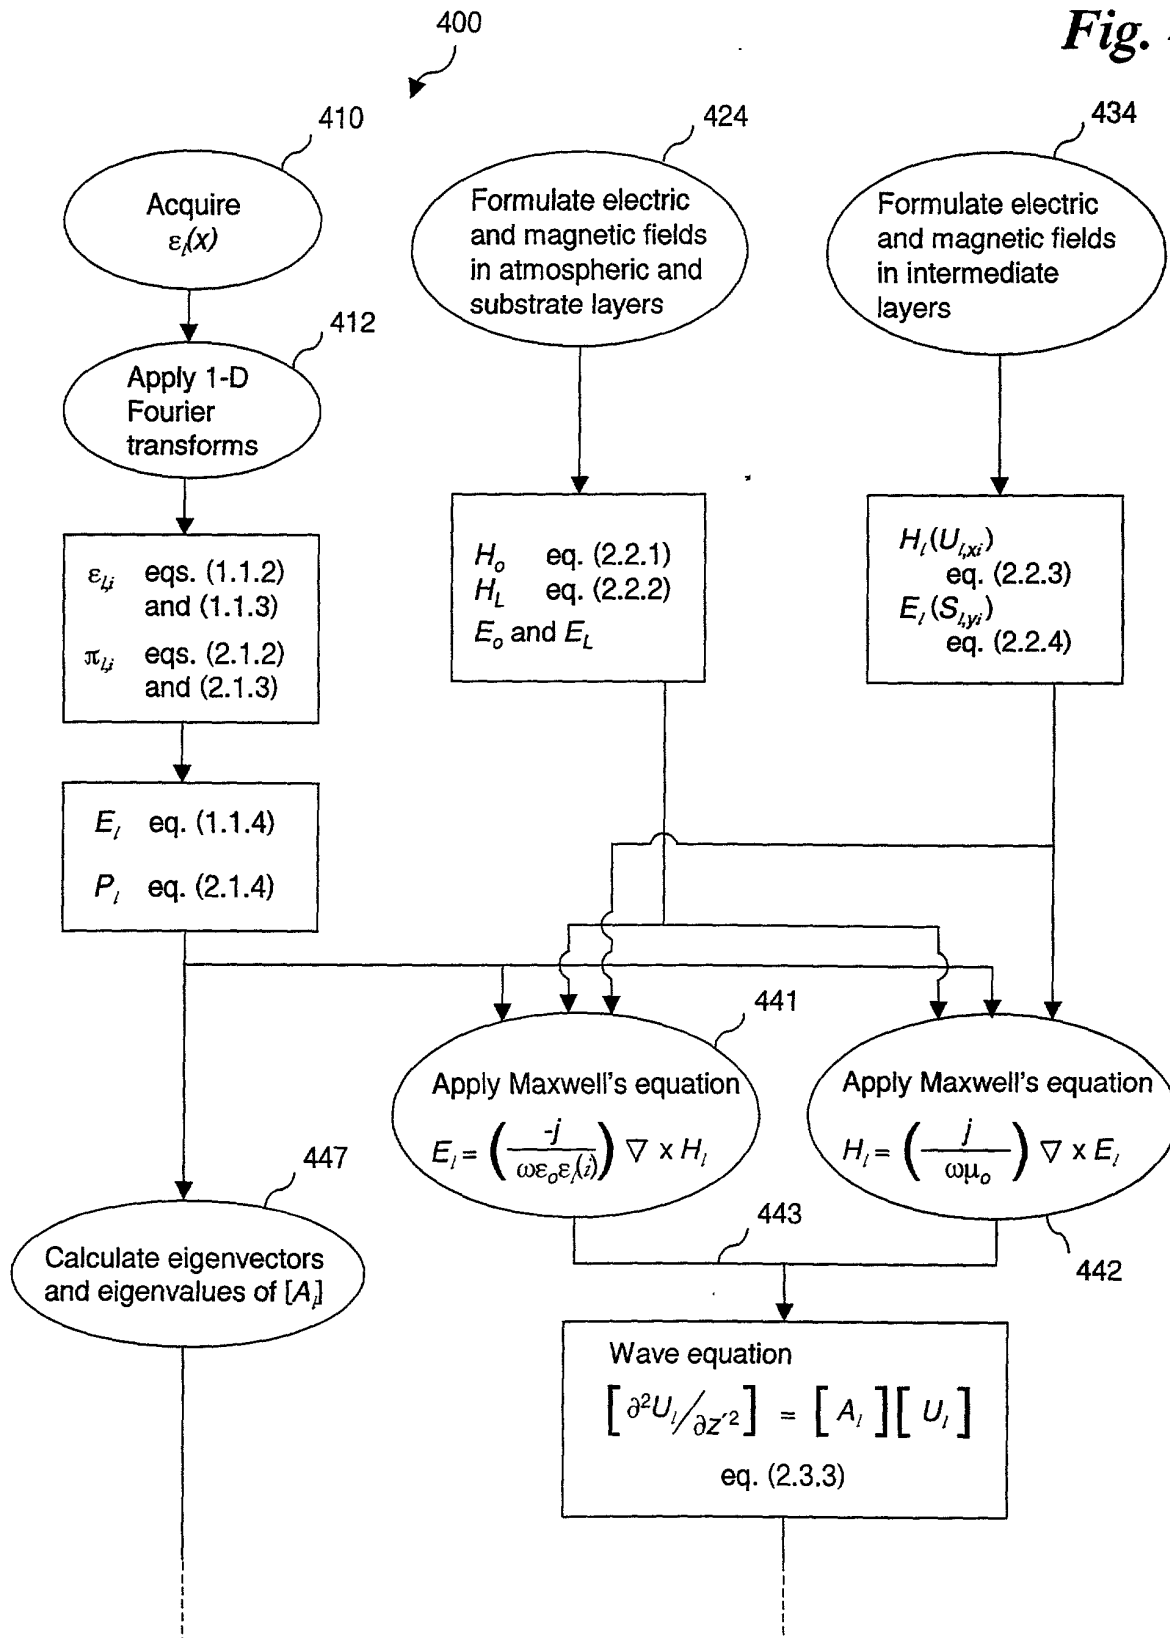 Fig.
400
410
Acquire
εₗ(x)
412
Apply 1-D
Fourier
transforms
εₗ,ᵢ eqs. (1.1.2)
and (1.1.3)
πₗ,ᵢ eqs. (2.1.2)
and (2.1.3)
Eₗ eq. (1.1.4)
Pₗ eq. (2.1.4)
447
Calculate eigenvectors
and eigenvalues of [Aₗ]
424
Formulate electric
and magnetic fields
in atmospheric and
substrate layers
Hₒ eq. (2.2.1)
H_L eq. (2.2.2)
Eₒ and E_L
434
Formulate electric
and magnetic fields
in intermediate
layers
Hₗ(U_{l,xi})
eq. (2.2.3)
Eₗ(S_{l,yi})
eq. (2.2.4)
441
Apply Maxwell's equation
Eₗ = (-j / ωεₒεₗ(i)) ∇ x Hₗ
Apply Maxwell's equation
Hₗ = (j / ωμₒ) ∇ x Eₗ
442
443
Wave equation
[∂²Uₗ/∂z′²] = [Aₗ][Uₗ]
eq. (2.3.3)